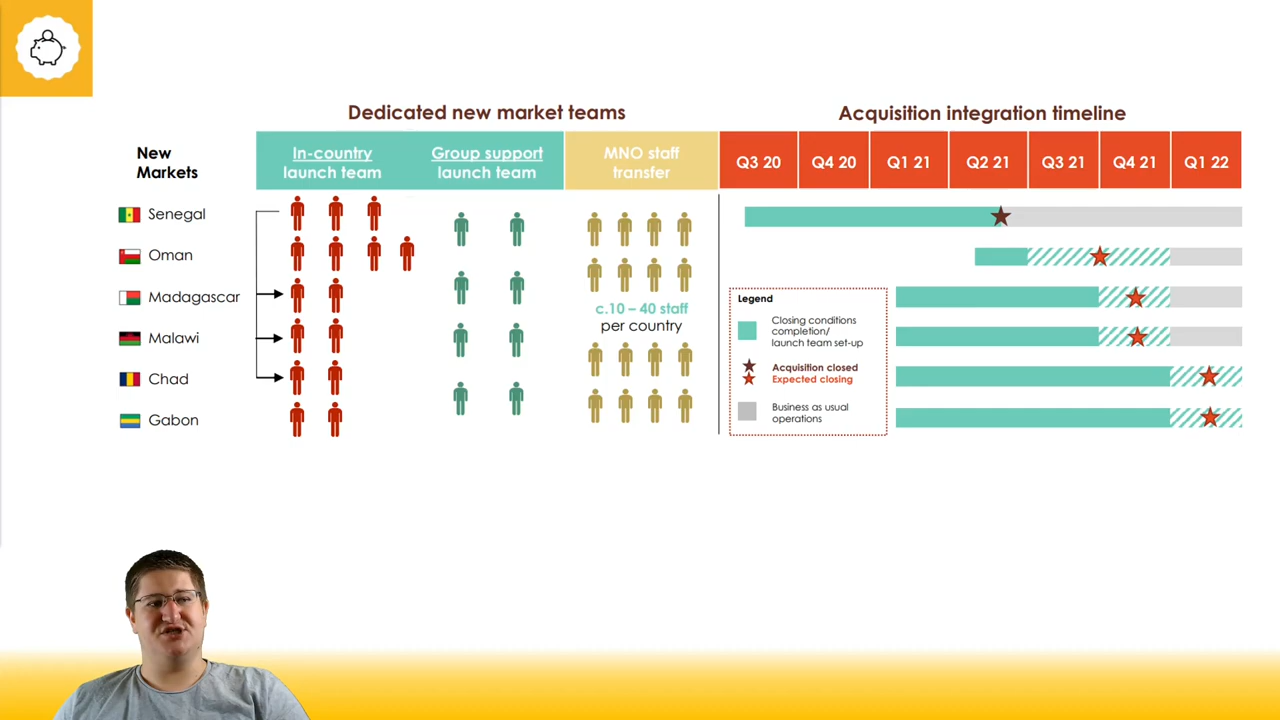 Dedicated new market teams
Acquisition integration timeline
New
Markets
In-country
launch team
Group support
launch team
MNO staff
transfer
Q3 20
Q4 20
Q1 21
Q2 21
Q3 21
Q4 21
Q1 22
Senegal
Oman
Madagascar
Malawi
Chad
Gabon
c.10 – 40 staff
per country
Legend
Closing conditions
completion/
launch team set-up
Acquisition closed
Expected closing
Business as usual
operations